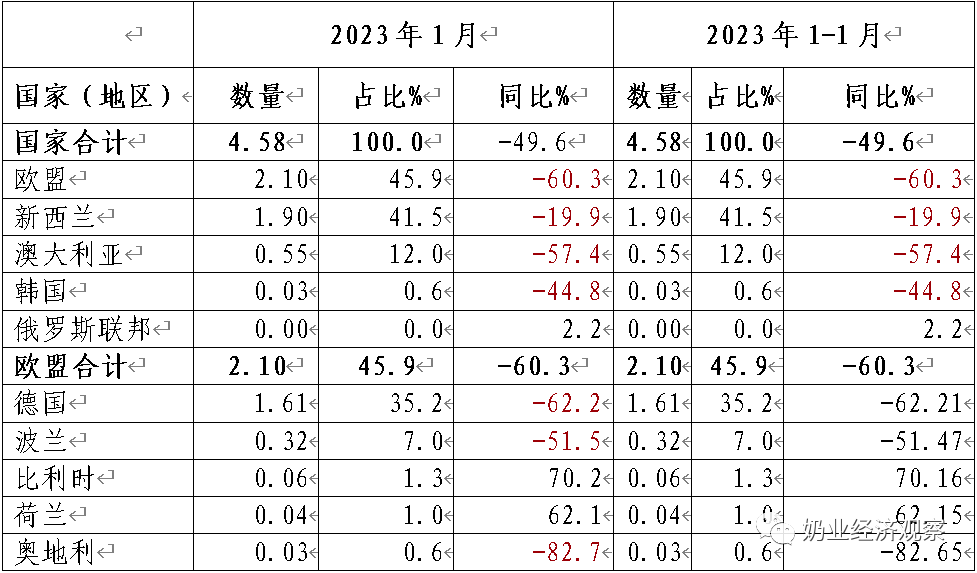 2023年1月 2023年1-1月
国家（地区） 数量 占比% 同比% 数量 占比% 同比%
国家合计 4.58 100.0 -49.6 4.58 100.0 -49.6
欧盟 2.10 45.9 -60.3 2.10 45.9 -60.3
新西兰 1.90 41.5 -19.9 1.90 41.5 -19.9
澳大利亚 0.55 12.0 -57.4 0.55 12.0 -57.4
韩国 0.03 0.6 -44.8 0.03 0.6 -44.8
俄罗斯联邦 0.00 0.0 2.2 0.00 0.0 2.2
欧盟合计 2.10 45.9 -60.3 2.10 45.9 -60.3
德国 1.61 35.2 -62.2 1.61 35.2 -62.21
波兰 0.32 7.0 -51.5 0.32 7.0 -51.47
比利时 0.06 1.3 70.2 0.06 1.3 70.16
荷兰 0.04 1.0 62.1 0.04 1.0 62.15
奶业经济观察
奥地利 0.03 0.6 -82.7 0.03 0.6 -82.65